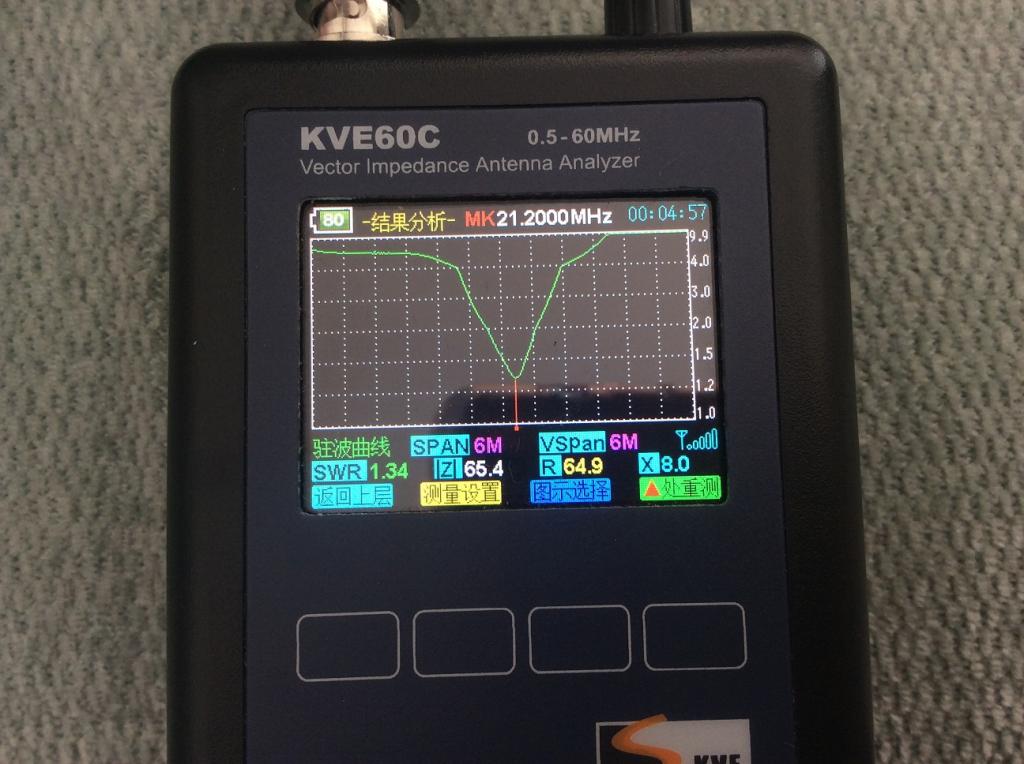 KVE60C 0.5-60MHz
Vector Impedance Antenna Analyzer
80 -结果分析- MK21.2000MHz 00:04:57
9.9
4.0
3.0
2.0
1.5
1.2
1.0
驻波曲线 SPAN 6M VSpan 6M
SWR 1.34 |Z| 65.4 R 64.9 X 8.0
返回上层 测量设置 图示选择 ▲处重测
KVE